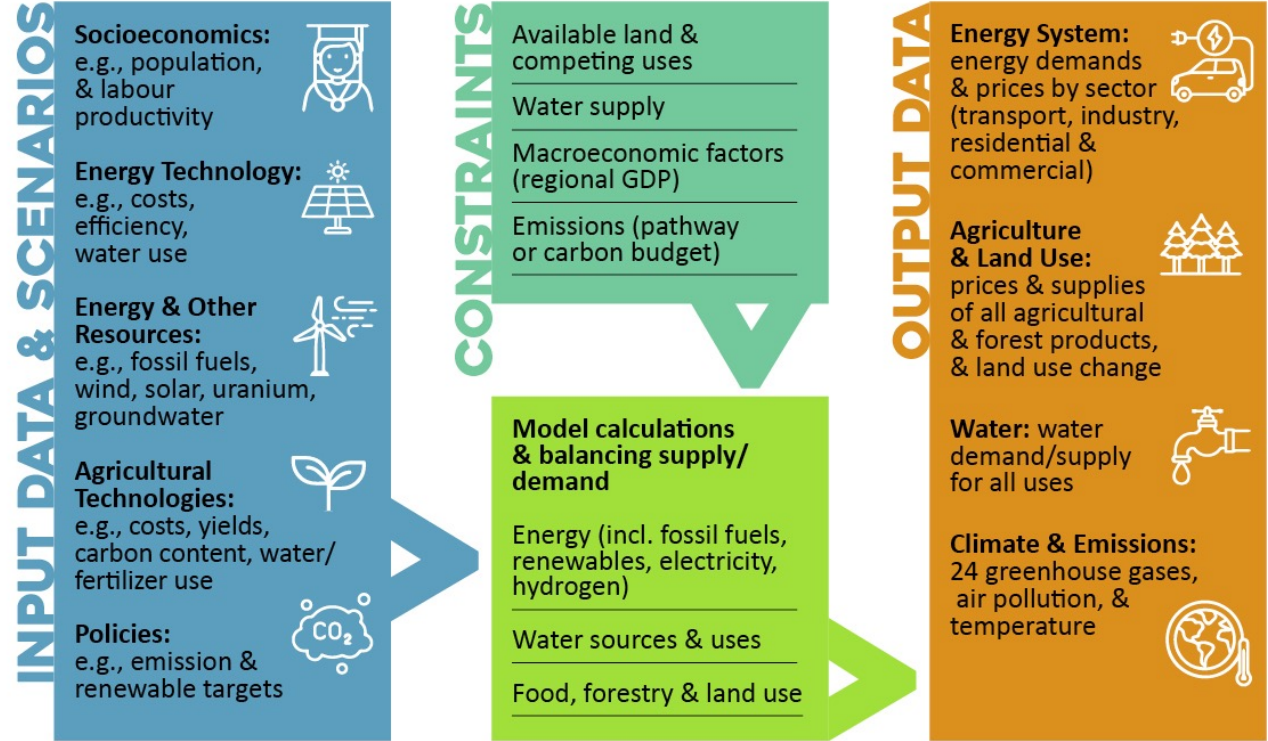 INPUT DATA & SCENARIOS
Socioeconomics:
e.g., population,
& labour
productivity
Energy Technology:
e.g., costs,
efficiency,
water use
Energy & Other
Resources:
e.g., fossil fuels,
wind, solar, uranium,
groundwater
Agricultural
Technologies:
e.g., costs, yields,
carbon content, water/
fertilizer use
Policies:
e.g., emission &
renewable targets
CO₂
CONSTRAINTS
Available land &
competing uses
Water supply
Macroeconomic factors
(regional GDP)
Emissions (pathway
or carbon budget)
Model calculations
& balancing supply/
demand
Energy (incl. fossil fuels,
renewables, electricity,
hydrogen)
Water sources & uses
Food, forestry & land use
OUTPUT DATA
Energy System:
energy demands
& prices by sector
(transport, industry,
residential &
commercial)
Agriculture
& Land Use:
prices & supplies
of all agricultural
& forest products,
& land use change
Water: water
demand/supply
for all uses
Climate & Emissions:
24 greenhouse gases,
air pollution, &
temperature